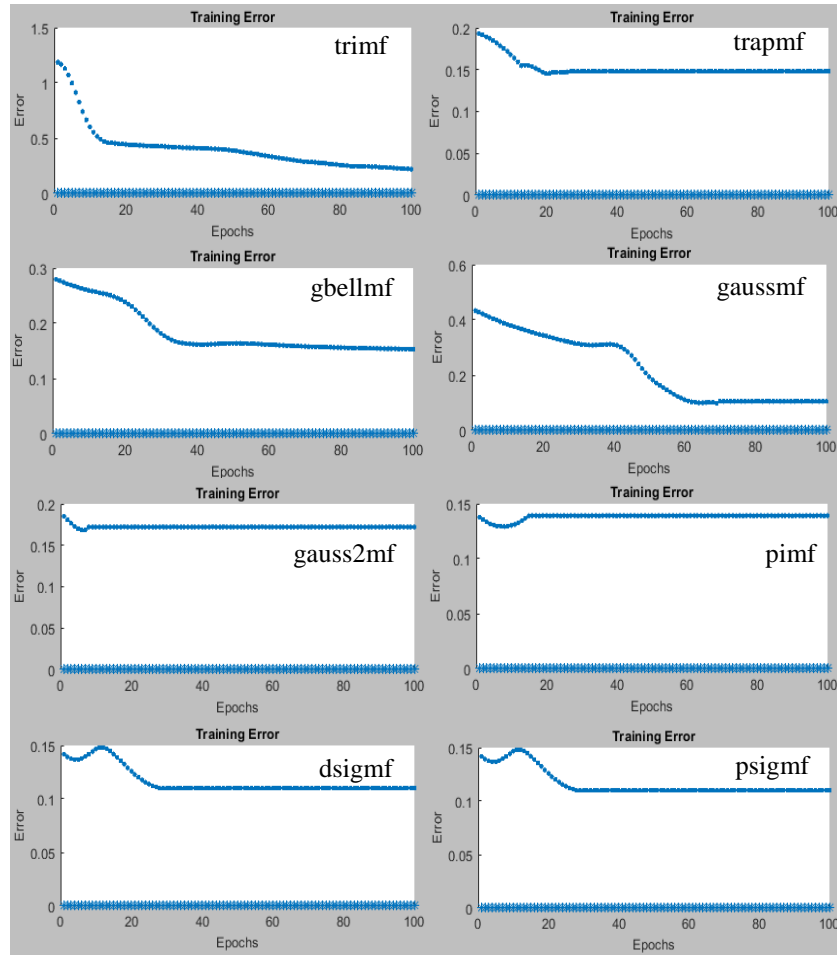 Training Error
trimf
1.5
1
0.5
0
Error
0 20 40 60 80 100
Epochs
Training Error
trapmf
0.2
0.15
0.1
0.05
0
Error
0 20 40 60 80 100
Epochs
Training Error
gbellmf
0.3
0.2
0.1
0
Error
0 20 40 60 80 100
Epochs
Training Error
gaussmf
0.6
0.4
0.2
0
Error
0 20 40 60 80 100
Epochs
Training Error
gauss2mf
0.2
0.15
0.1
0.05
0
Error
0 20 40 60 80 100
Epochs
Training Error
pimf
0.15
0.1
0.05
0
Error
0 20 40 60 80 100
Epochs
Training Error
dsigmf
0.15
0.1
0.05
0
Error
0 20 40 60 80 100
Epochs
Training Error
psigmf
0.15
0.1
0.05
0
Error
0 20 40 60 80 100
Epochs